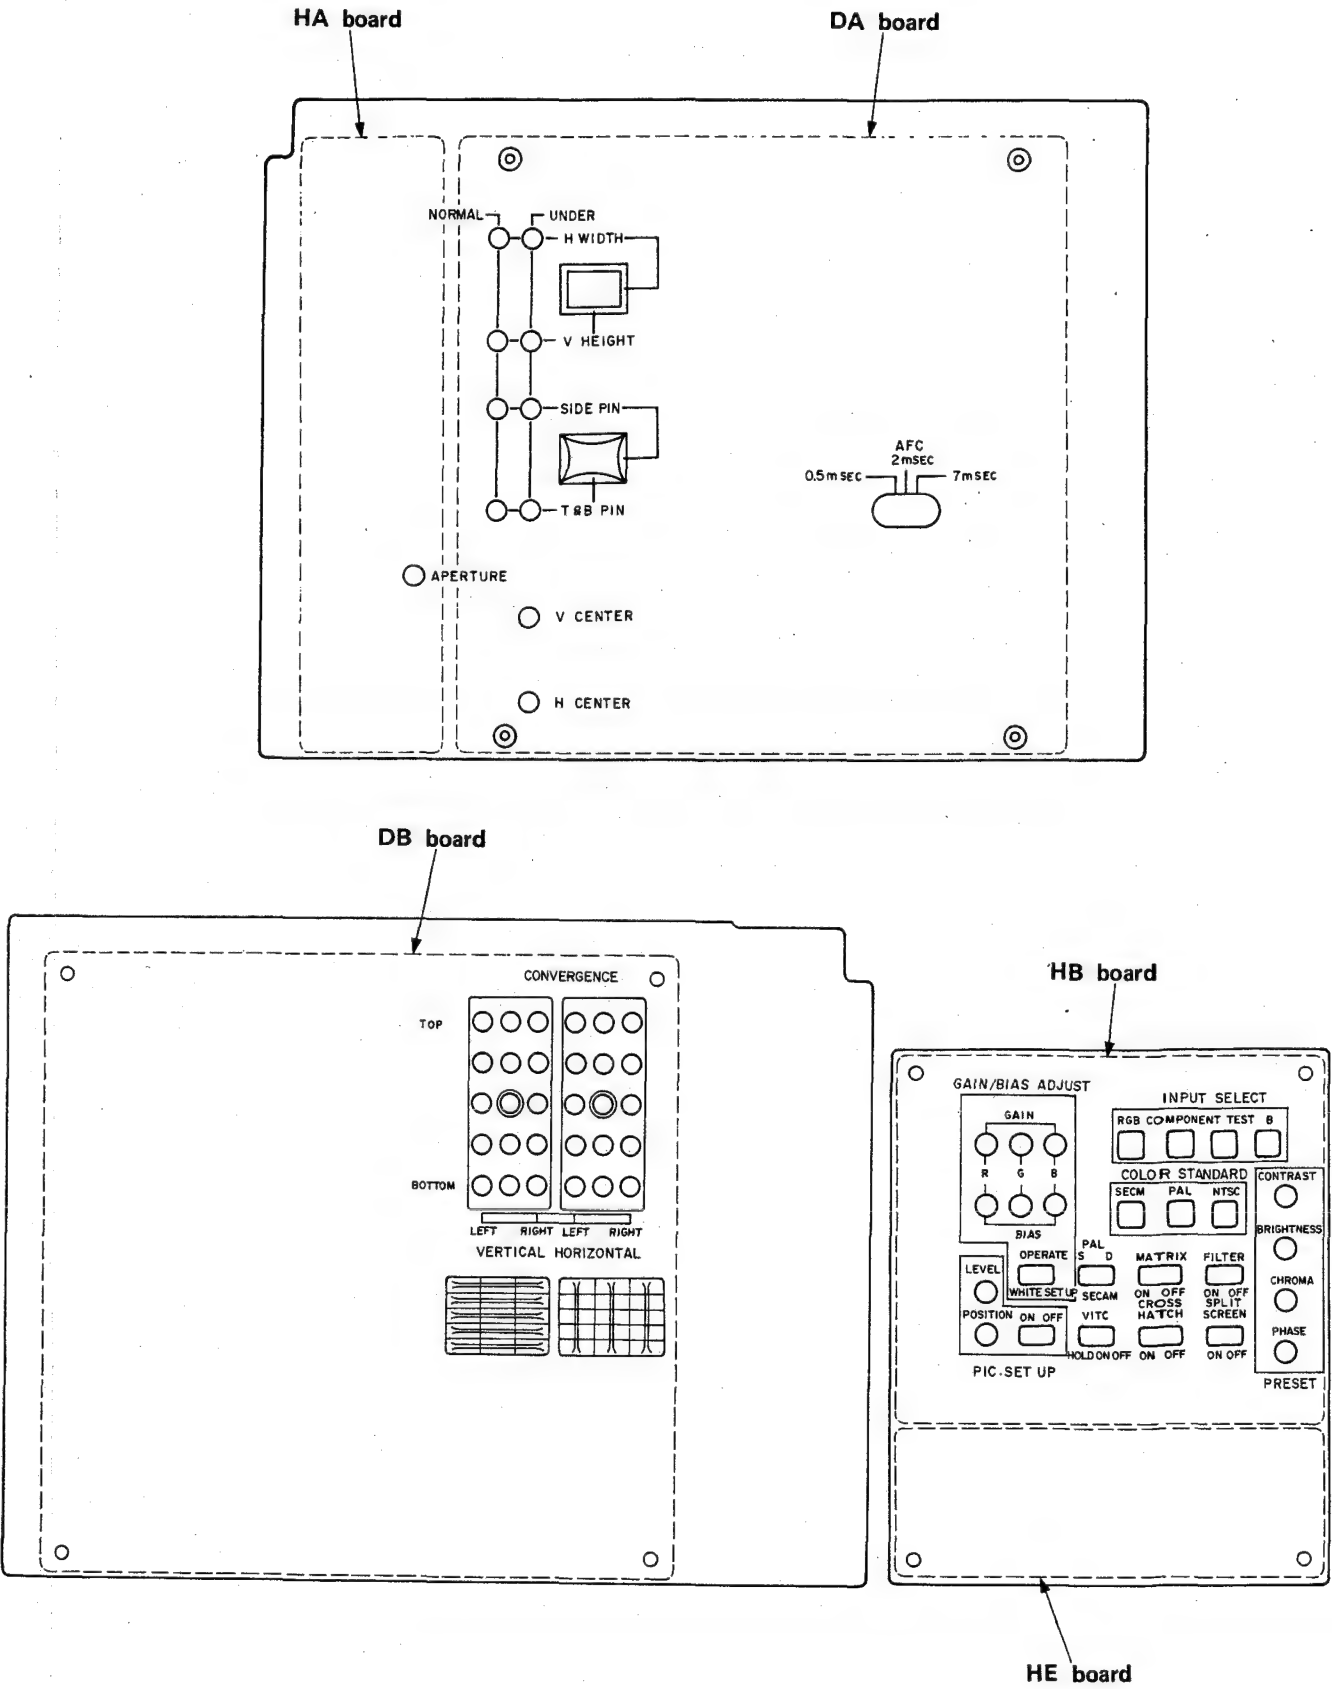 HA board
DA board
NORMAL
UNDER
H WIDTH
V HEIGHT
SIDE PIN
T&B PIN
AFC
2mSEC
0.5mSEC
7mSEC
APERTURE
V CENTER
H CENTER
DB board
CONVERGENCE
TOP
BOTTOM
LEFT RIGHT LEFT RIGHT
VERTICAL HORIZONTAL
HB board
GAIN/BIAS ADJUST
GAIN
R G B
BIAS
OPERATE
WHITE SET UP
LEVEL
POSITION ON OFF
PIC.SET UP
INPUT SELECT
RGB COMPONENT TEST B
COLOR STANDARD
SECM PAL NTSC
PAL
S D
SECAM
MATRIX
ON OFF
FILTER
ON OFF
VITC
HOLD ON OFF
CROSS
HATCH
ON OFF
SPLIT
SCREEN
ON OFF
CONTRAST
BRIGHTNESS
CHROMA
PHASE
PRESET
HE board